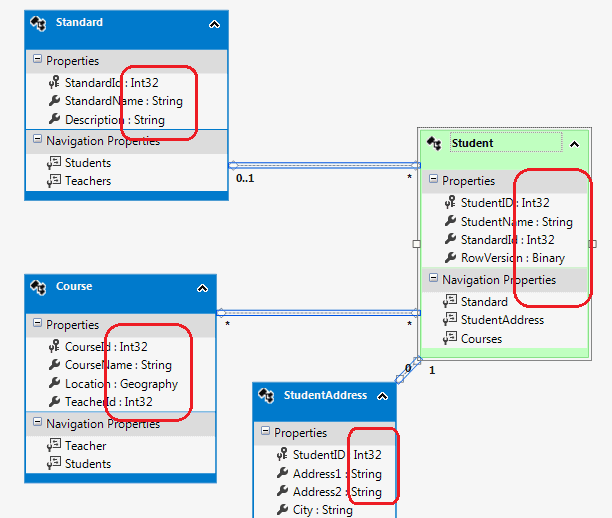 Standard
Properties
StandardId : Int32
StandardName : String
Description : String
Navigation Properties
Students
Teachers
0..1
*
Student
Properties
StudentID : Int32
StudentName : String
StandardId : Int32
RowVersion : Binary
Navigation Properties
Standard
StudentAddress
Courses
Course
Properties
CourseId : Int32
CourseName : String
Location : Geography
TeacherId : Int32
Navigation Properties
Teacher
Students
*
*
0
1
StudentAddress
Properties
StudentID : Int32
Address1 : String
Address2 : String
City : String